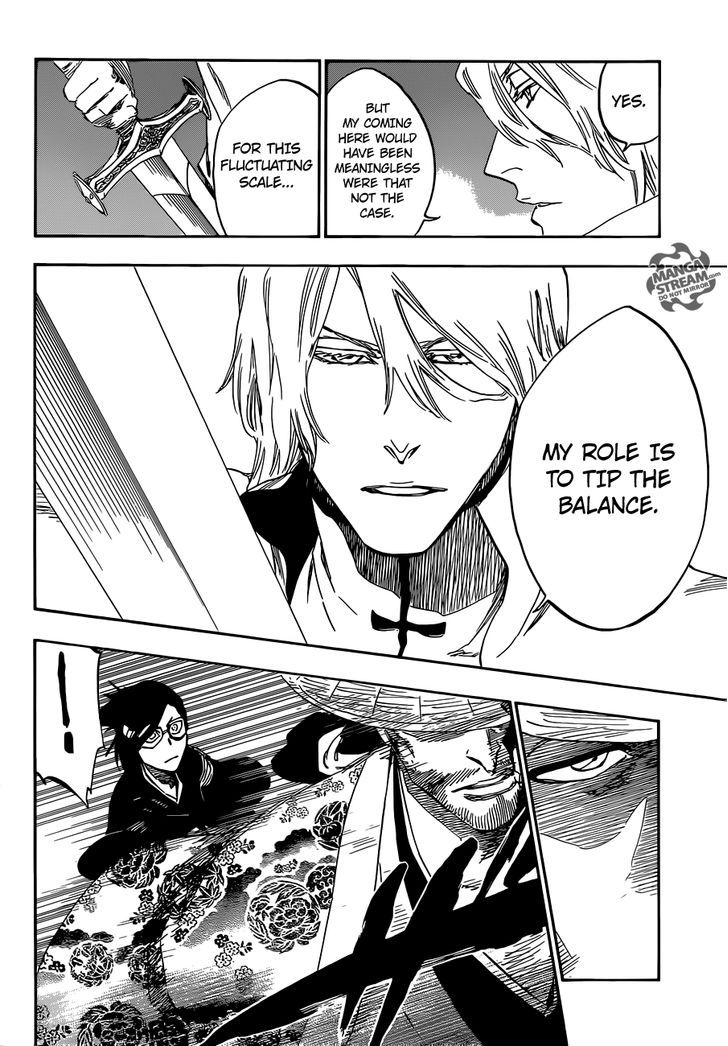 YES.
BUT
MY COMING
HERE WOULD
HAVE BEEN
MEANINGLESS
WERE THAT
NOT THE
CASE.
FOR THIS
FLUCTUATING
SCALE...
MANGA
STREAM.com
DO NOT MIRROR
MY ROLE IS
TO TIP THE
BALANCE.
!